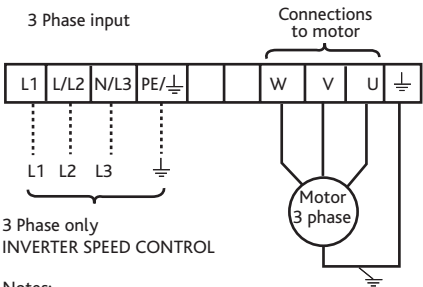 3 Phase input
Connections
to motor
L1 L/L2 N/L3 PE/⏚ W V U ⏚
L1 L2 L3 ⏚
Motor
3 phase
3 Phase only
INVERTER SPEED CONTROL
Notes: